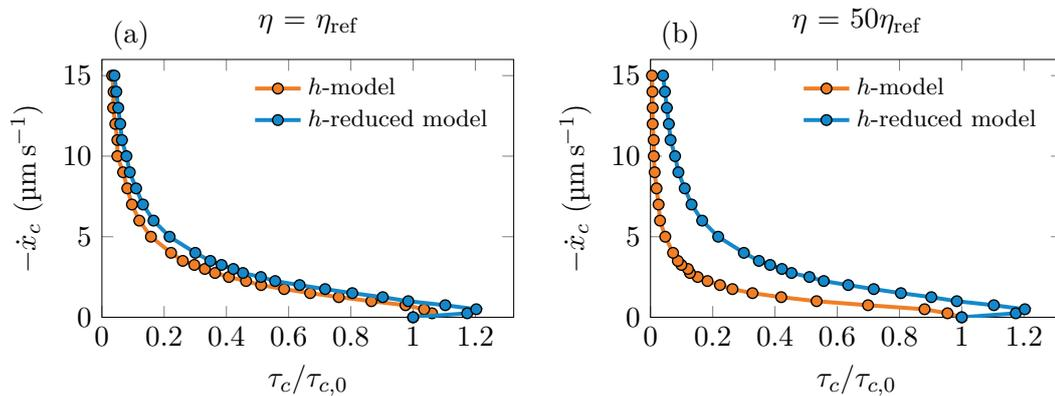 (a)
η = η_ref
−ẋ_c (µm s⁻¹)
15
10
5
0
h-model
h-reduced model
0 0.2 0.4 0.6 0.8 1 1.2
τ_c/τ_{c,0}
(b)
η = 50η_ref
−ẋ_c (µm s⁻¹)
15
10
5
0
h-model
h-reduced model
0 0.2 0.4 0.6 0.8 1 1.2
τ_c/τ_{c,0}